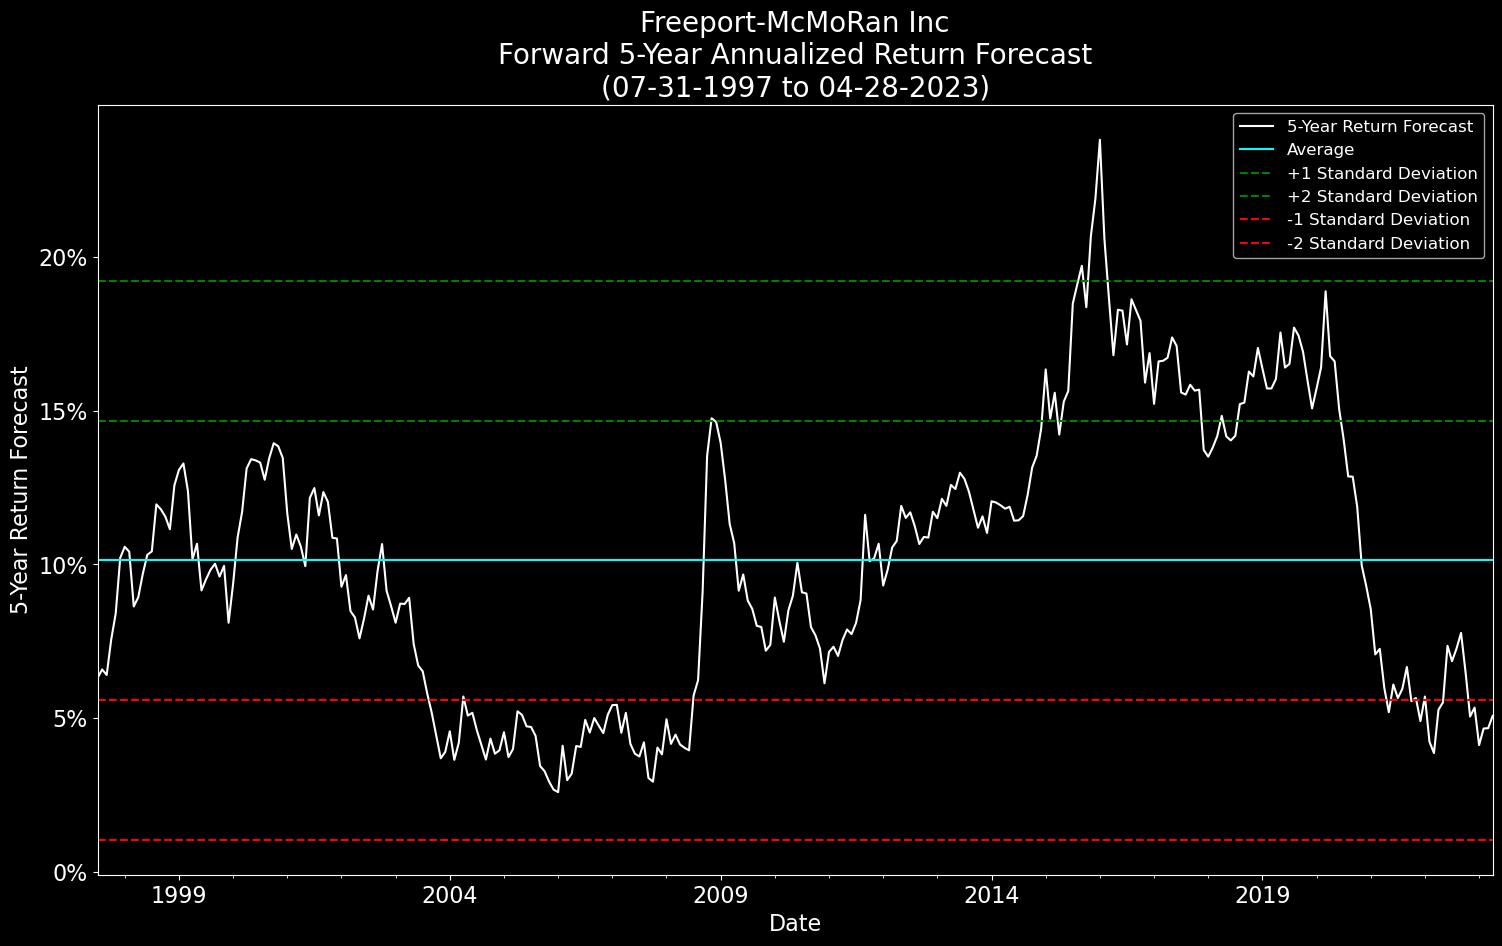 Freeport-McMoRan Inc
Forward 5-Year Annualized Return Forecast
(07-31-1997 to 04-28-2023)
5-Year Return Forecast
Average
+1 Standard Deviation
+2 Standard Deviation
-1 Standard Deviation
-2 Standard Deviation
5-Year Return Forecast
20%
15%
10%
5%
0%
1999
2004
2009
2014
2019
Date